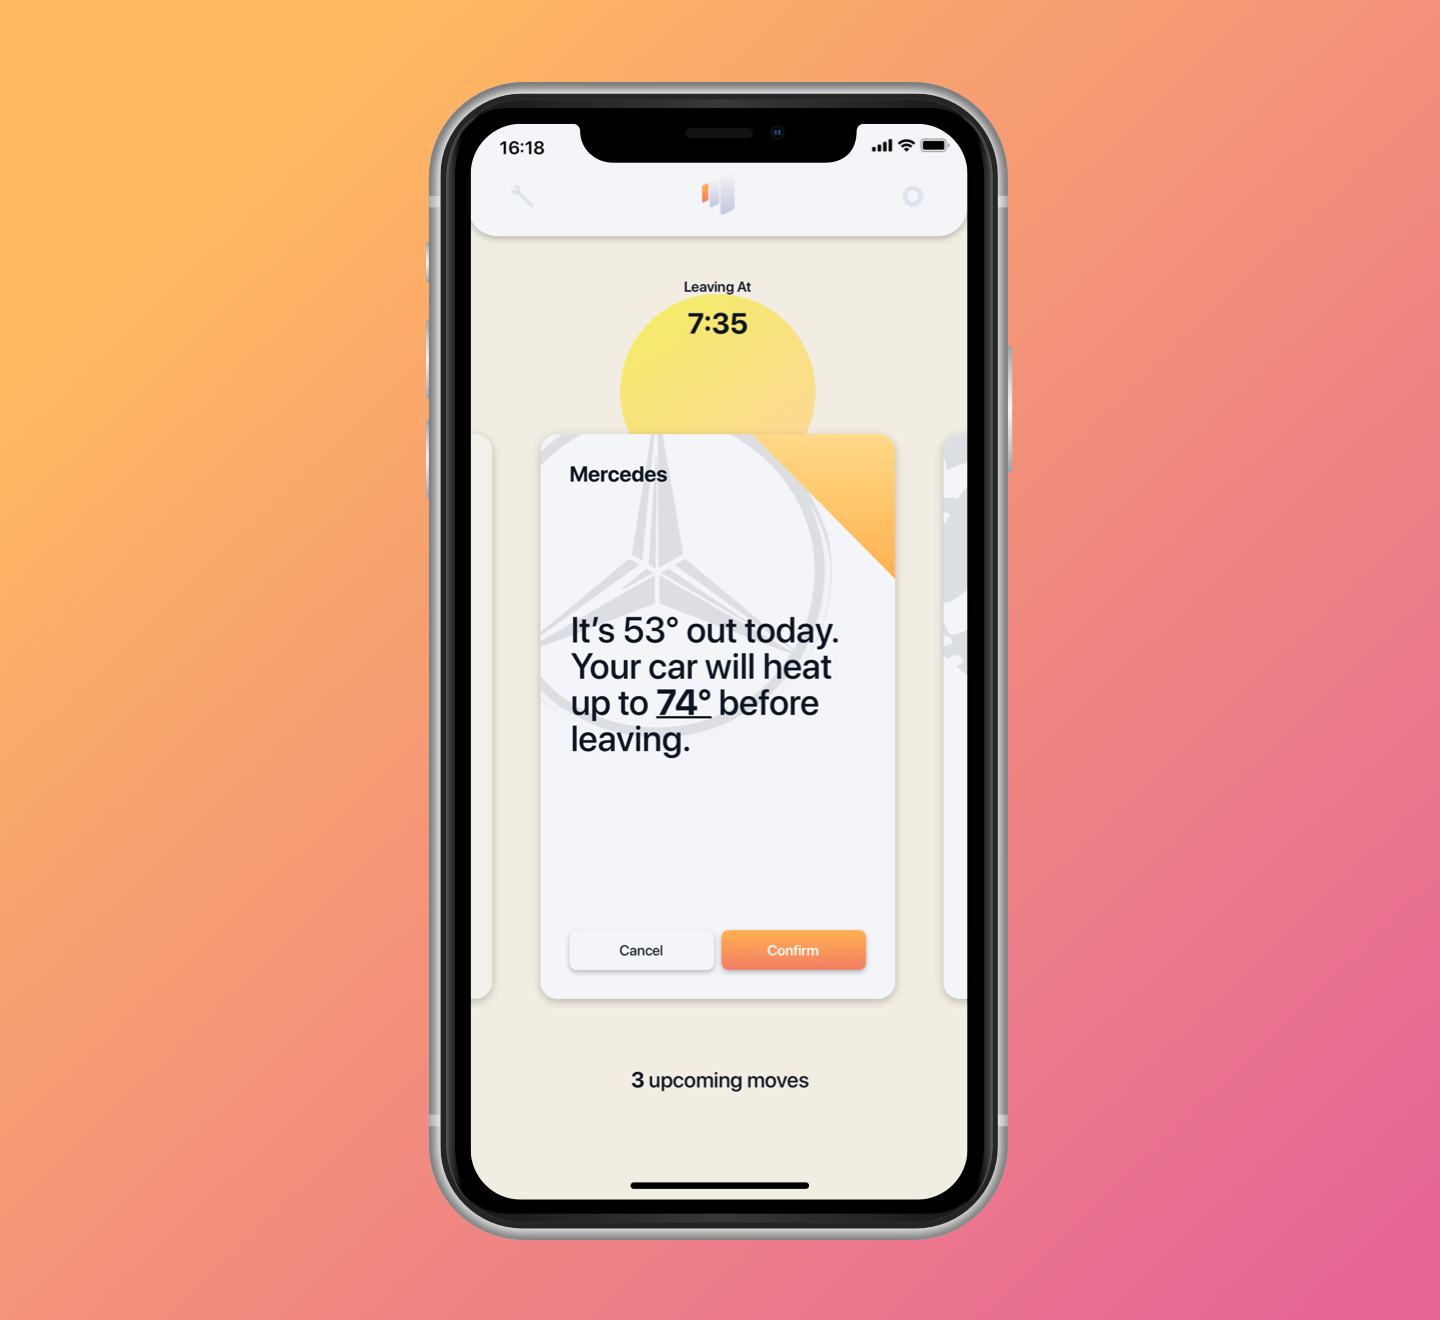 16:18
Leaving At
7:35
Mercedes
It’s 53° out today.
Your car will heat
up to 74° before
leaving.
Cancel
Confirm
3 upcoming moves